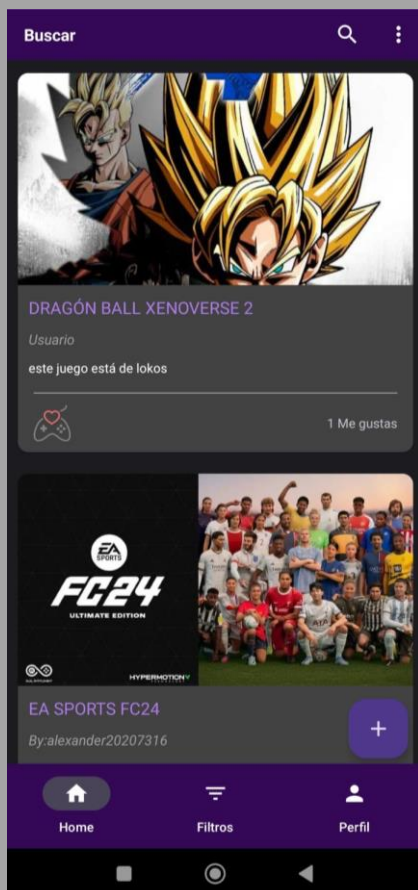 Buscar
DRAGÓN BALL XENOVERSE 2
Usuario
este juego está de lokos
1 Me gustas
EA
SPORTS
FC24
ULTIMATE EDITION
HYPERMOTION
EA SPORTS FC24
By:alexander20207316
+
Home
Filtros
Perfil